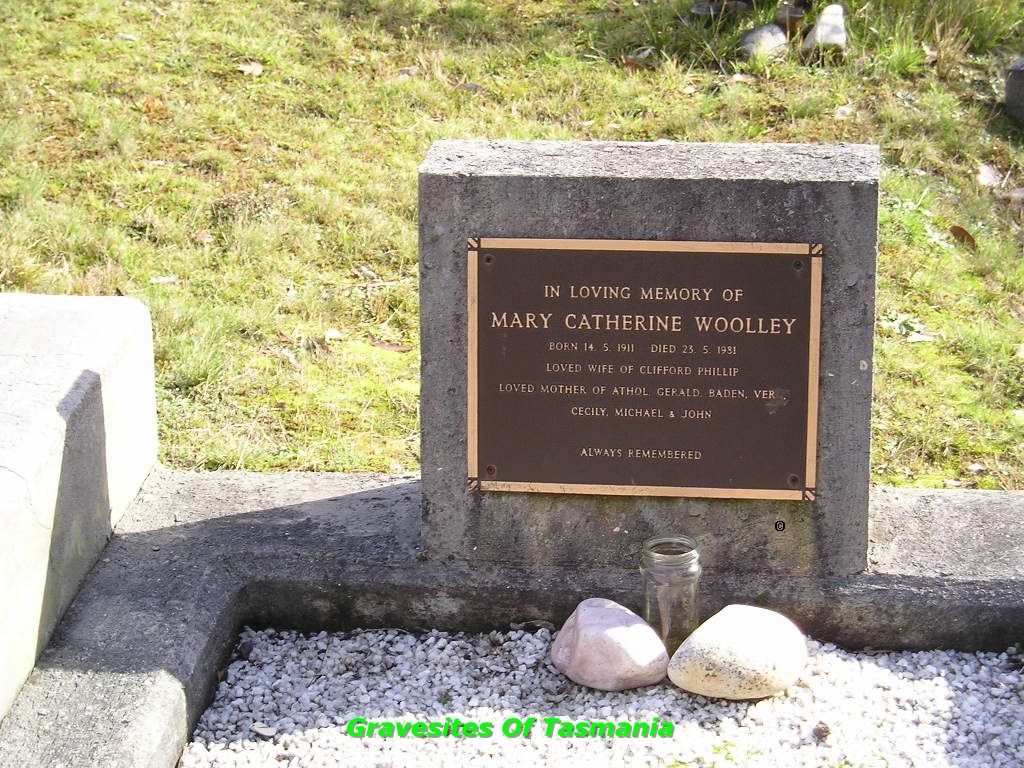 IN LOVING MEMORY OF
MARY CATHERINE WOOLLEY
BORN 14. 5. 1911 DIED 23. 5. 1981
LOVED WIFE OF CLIFFORD PHILLIP
LOVED MOTHER OF ATHOL, GERALD, BADEN,
CECILY, MICHAEL & JOHN
ALWAYS REMEMBERED
©
Gravesites Of Tasmania